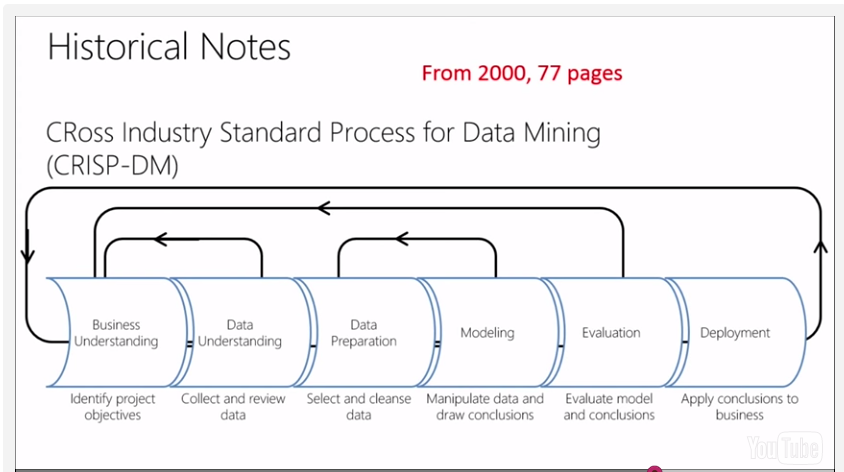 Historical Notes
From 2000, 77 pages
CRoss Industry Standard Process for Data Mining
(CRISP-DM)
Business
Understanding
Data
Understanding
Data
Preparation
Modeling
Evaluation
Deployment
Identify project
objectives
Collect and review
data
Select and cleanse
data
Manipulate data and
draw conclusions
Evaluate model
and conclusions
Apply conclusions to
business
YouTube